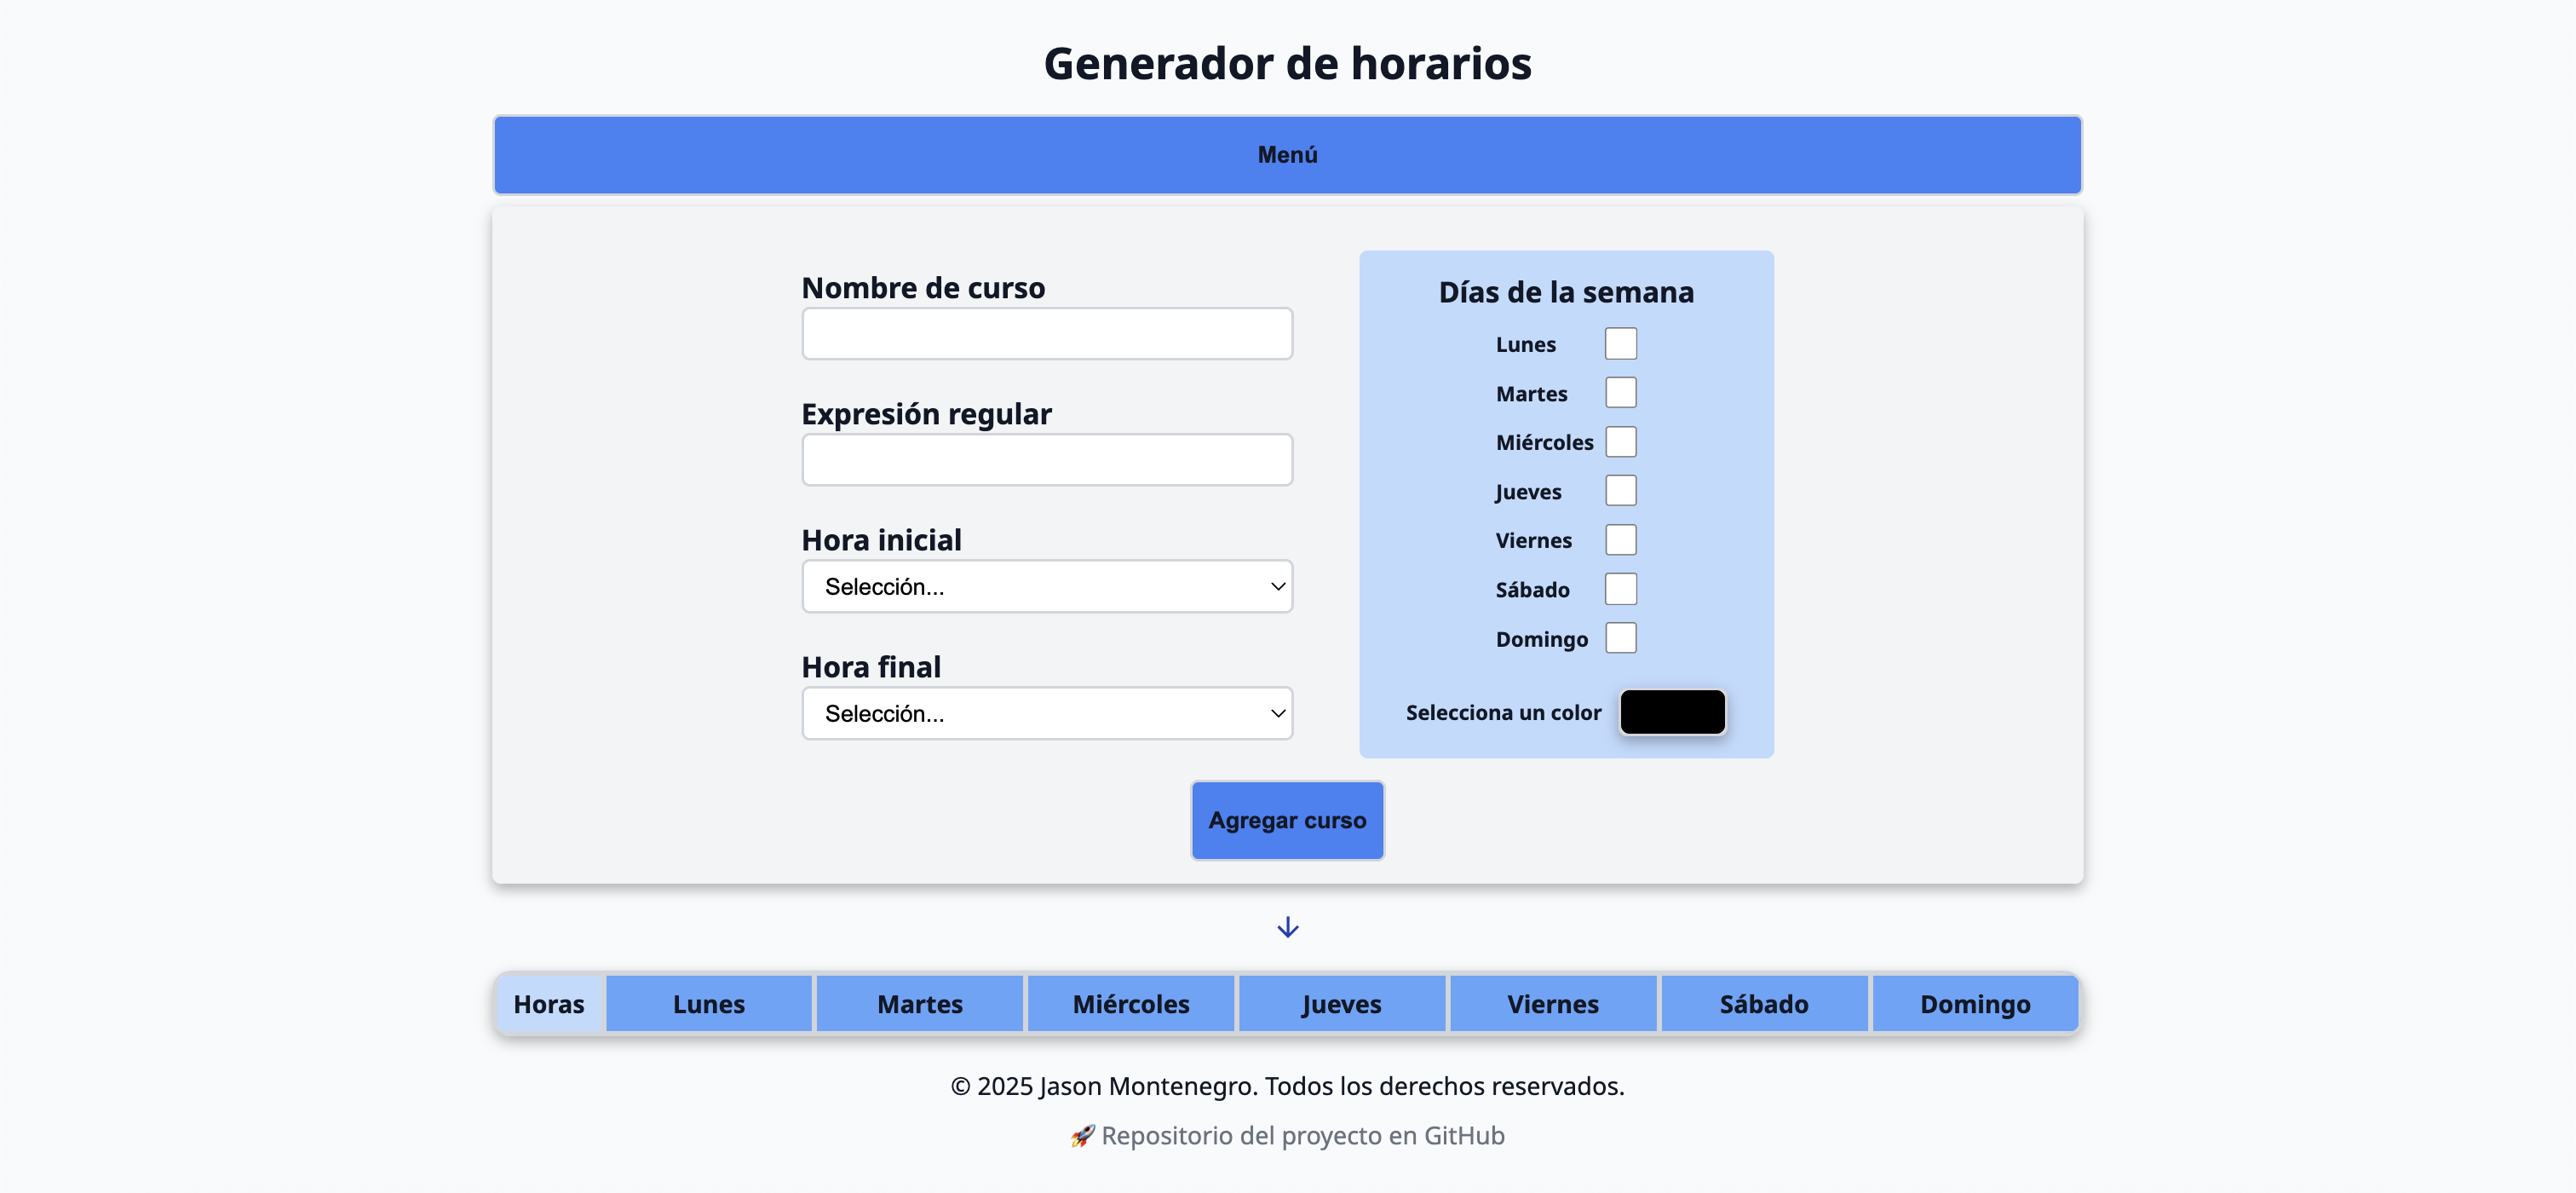 Generador de horarios
Menú
Nombre de curso
Expresión regular
Hora inicial
Selección...
Hora final
Selección...
Días de la semana
Lunes
Martes
Miércoles
Jueves
Viernes
Sábado
Domingo
Selecciona un color
Agregar curso
Horas Lunes Martes Miércoles Jueves Viernes Sábado Domingo
© 2025 Jason Montenegro. Todos los derechos reservados.
🚀 Repositorio del proyecto en GitHub